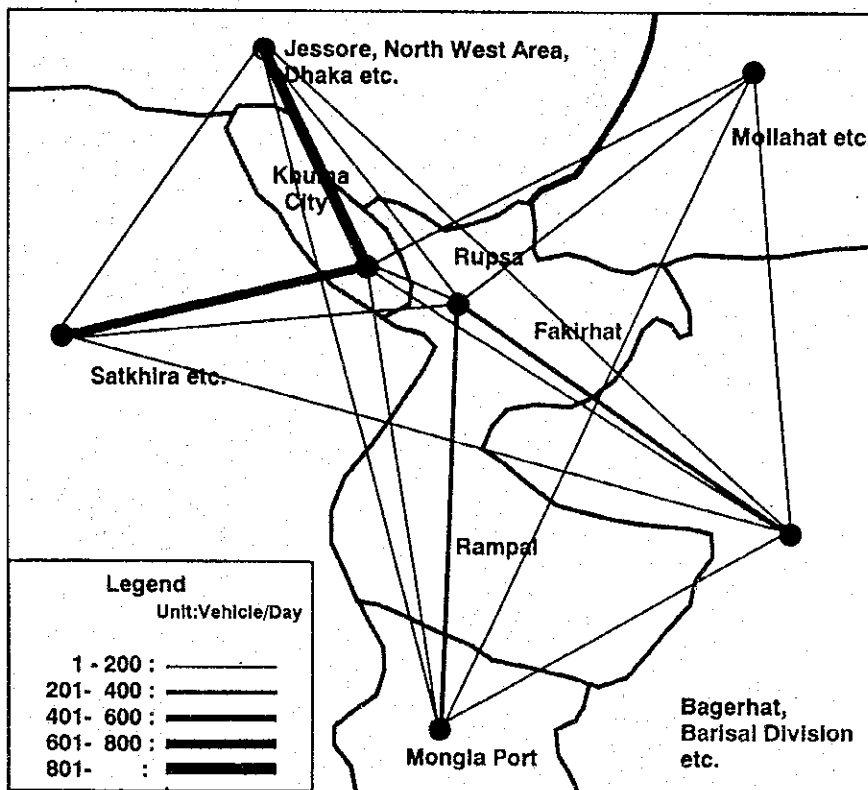 Jessore, North West Area,
Dhaka etc.
Mollahat etc
Khulna
City
Rupsa
Fakirhat
Satkhira etc.
Rampal
Legend
Unit:Vehicle/Day
1 - 200 :
201- 400 :
401- 600 :
601- 800 :
801- :
Mongla Port
Bagerhat,
Barisal Division
etc.